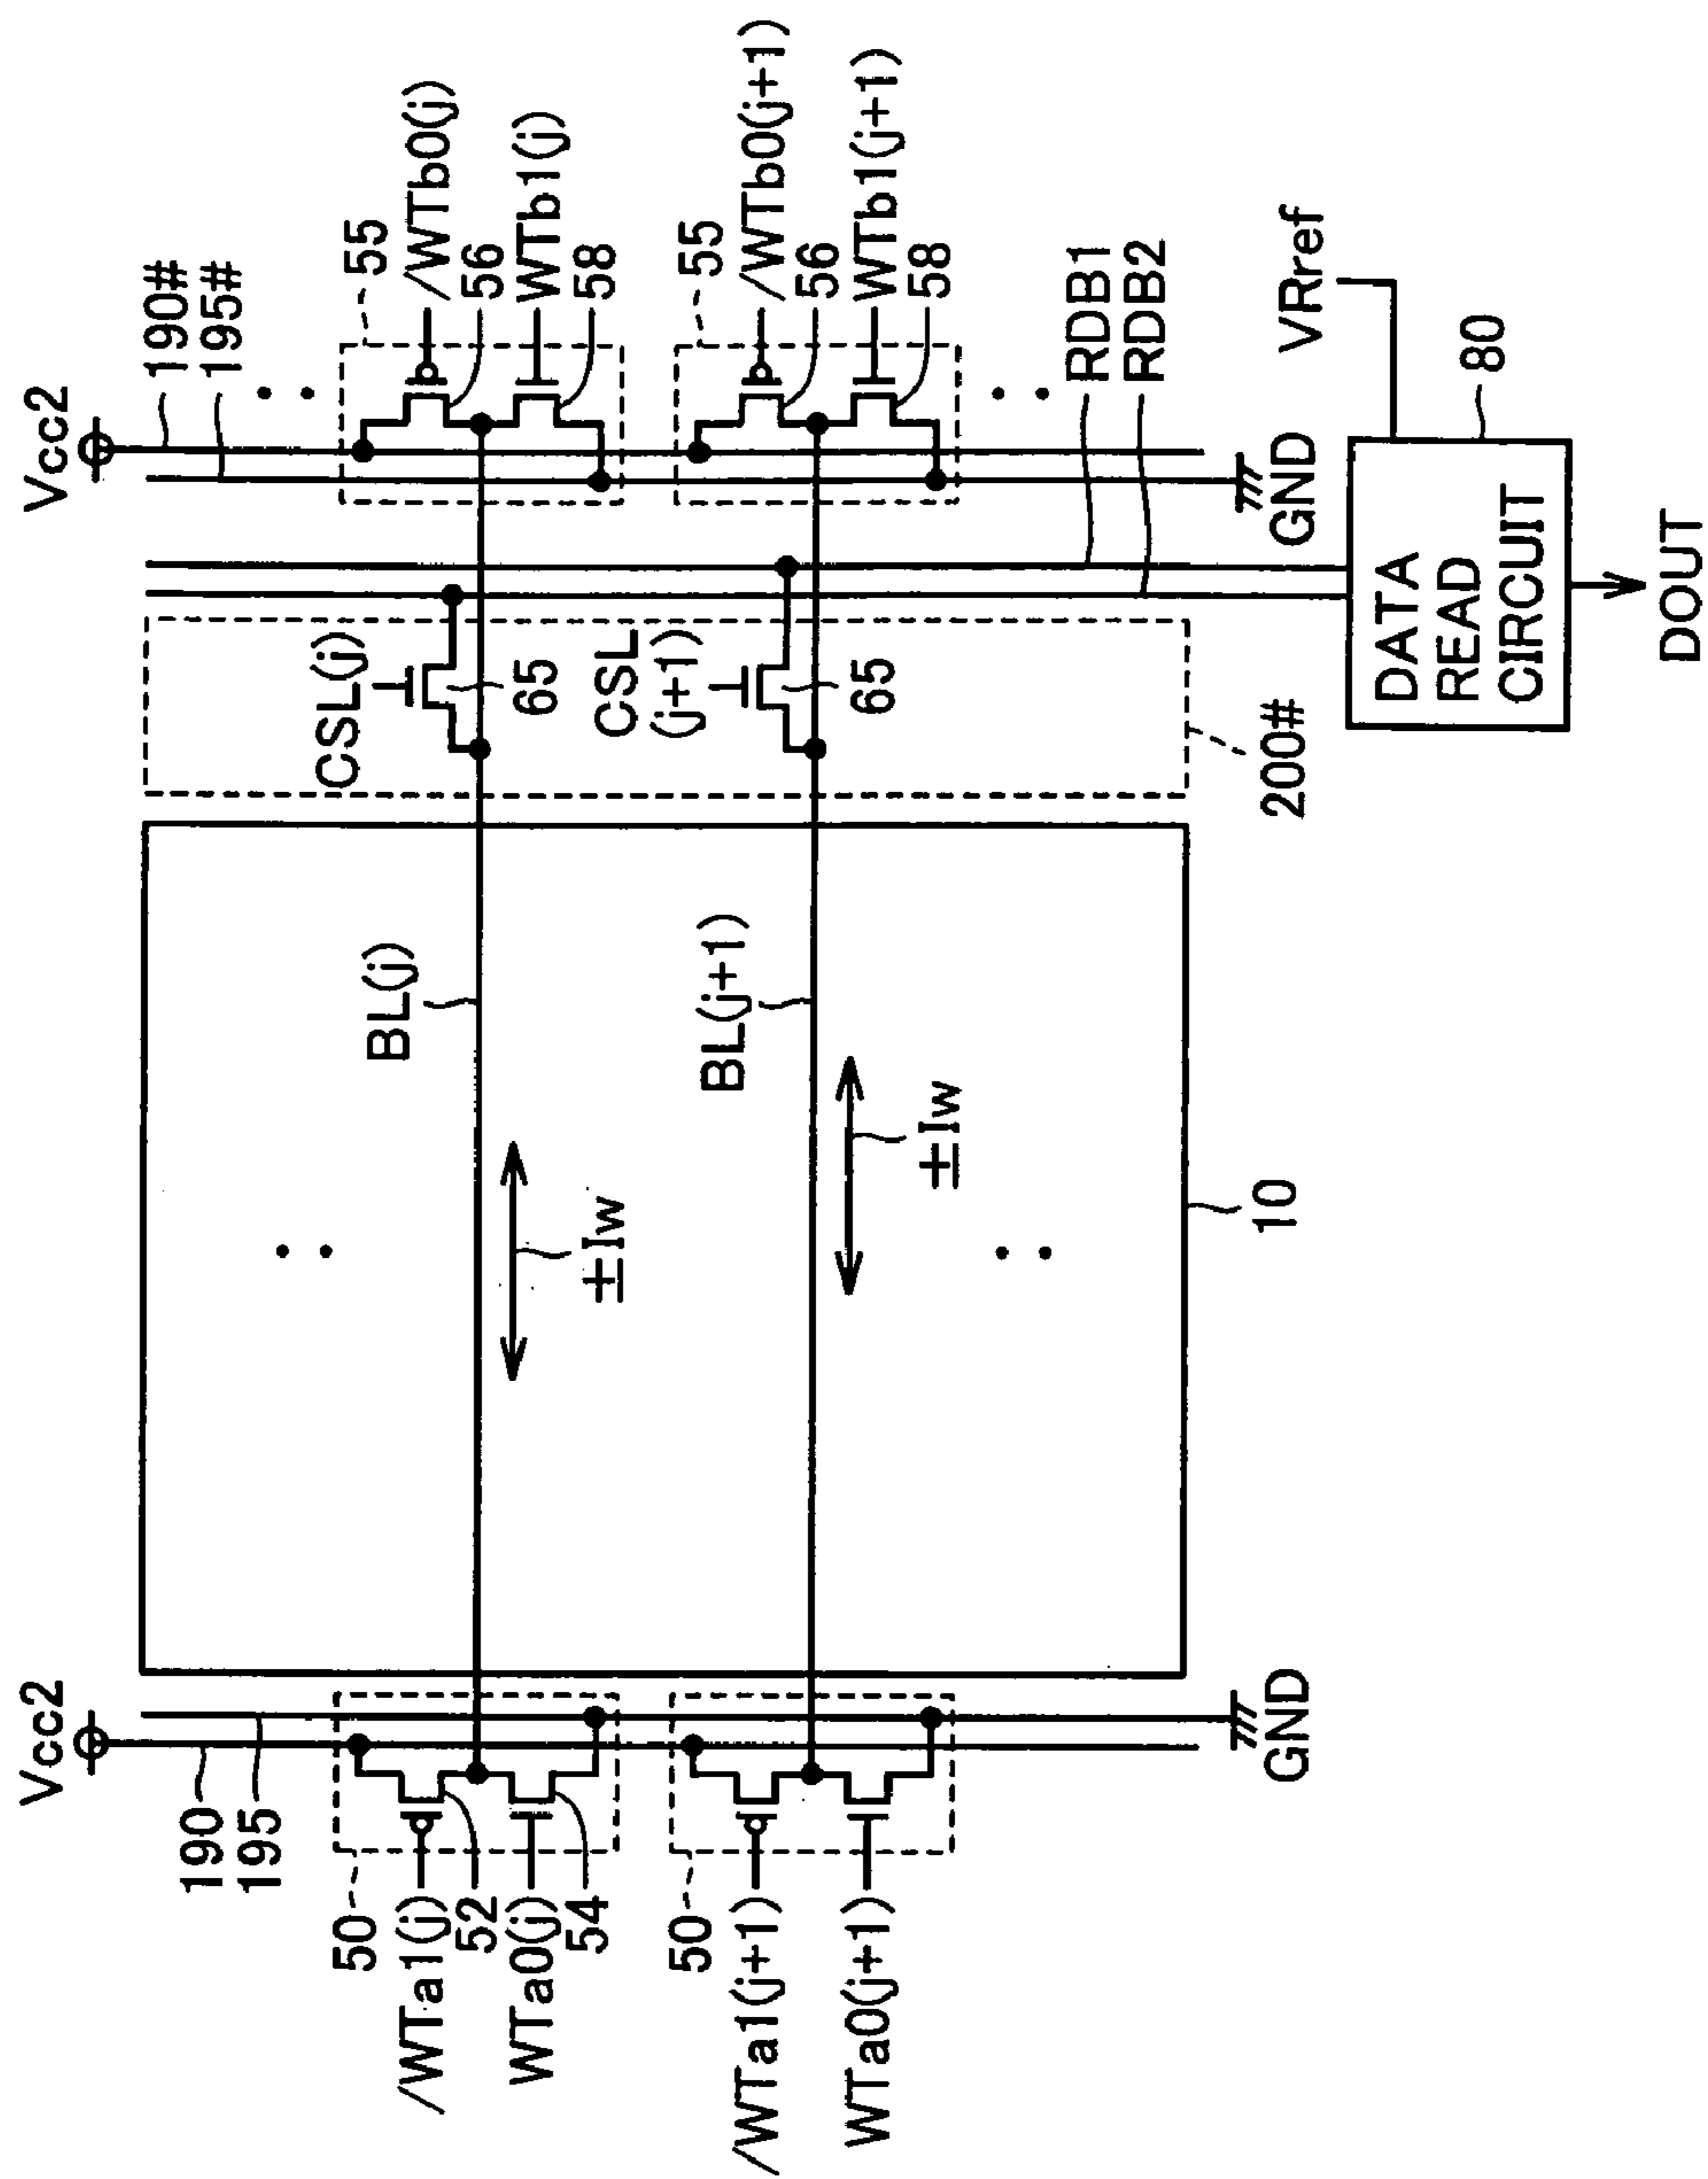 Vcc2
Vcc2
190
190#
195
195#
50
BL(j)
CSL(j)
55
/WTa1(j)
/WTb0(j)
52
56
WTa0(j)
65
WTb1(j)
54
±Iw
58
50
BL(j+1)
CSL
(j+1)
55
/WTa1(j+1)
/WTb0(j+1)
56
WTa0(j+1)
65
WTb1(j+1)
±Iw
58
RDB1
RDB2
GND
10
200#
GND
VRref
DATA
READ
CIRCUIT
80
DOUT